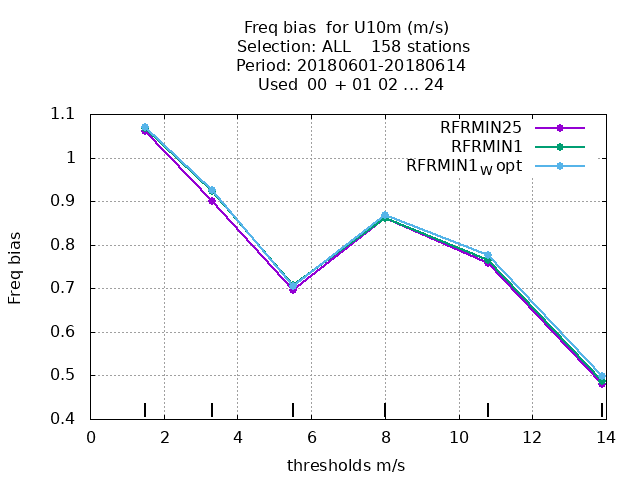 Freq bias  for U10m (m/s)
Selection: ALL    158 stations
Period: 20180601-20180614
Used  00  + 01 02 ... 24
RFRMIN25
RFRMIN1
RFRMIN1w opt
1.1
1
0.9
0.8
0.7
0.6
0.5
0.4
Freq bias
0 2 4 6 8 10 12 14
thresholds m/s